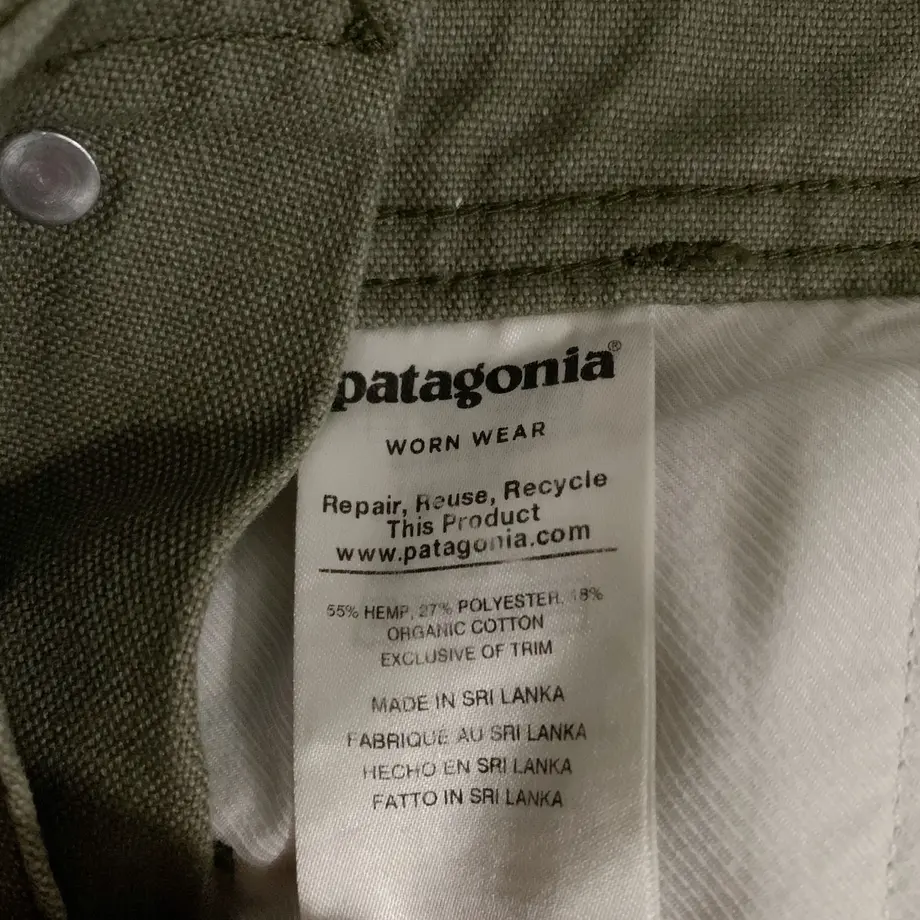 patagonia®
WORN WEAR
Repair, Reuse, Recycle
This Product
www.patagonia.com
55% HEMP, 27% POLYESTER, 18%
ORGANIC COTTON
EXCLUSIVE OF TRIM
MADE IN SRI LANKA
FABRIQUE AU SRI LANKA
HECHO EN SRI LANKA
FATTO IN SRI LANKA